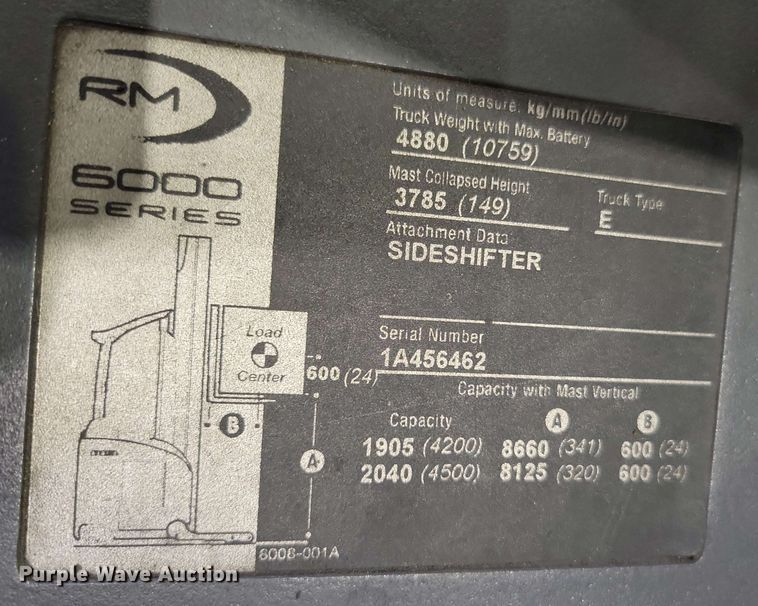 RM
6000
SERIES
Units of measure: kg/mm(lb/in)
Truck Weight with Max. Battery
4880 (10759)
Mast Collapsed Height
3785 (149)
Truck Type
E
Attachment Data
SIDESHIFTER
Serial Number
1A456462
Load
Center
600 (24)
B
A
Capacity with Mast Vertical
Capacity A B
1905 (4200) 8660 (341) 600 (24)
2040 (4500) 8125 (320) 600 (24)
6008-001A
Purple Wave Auction